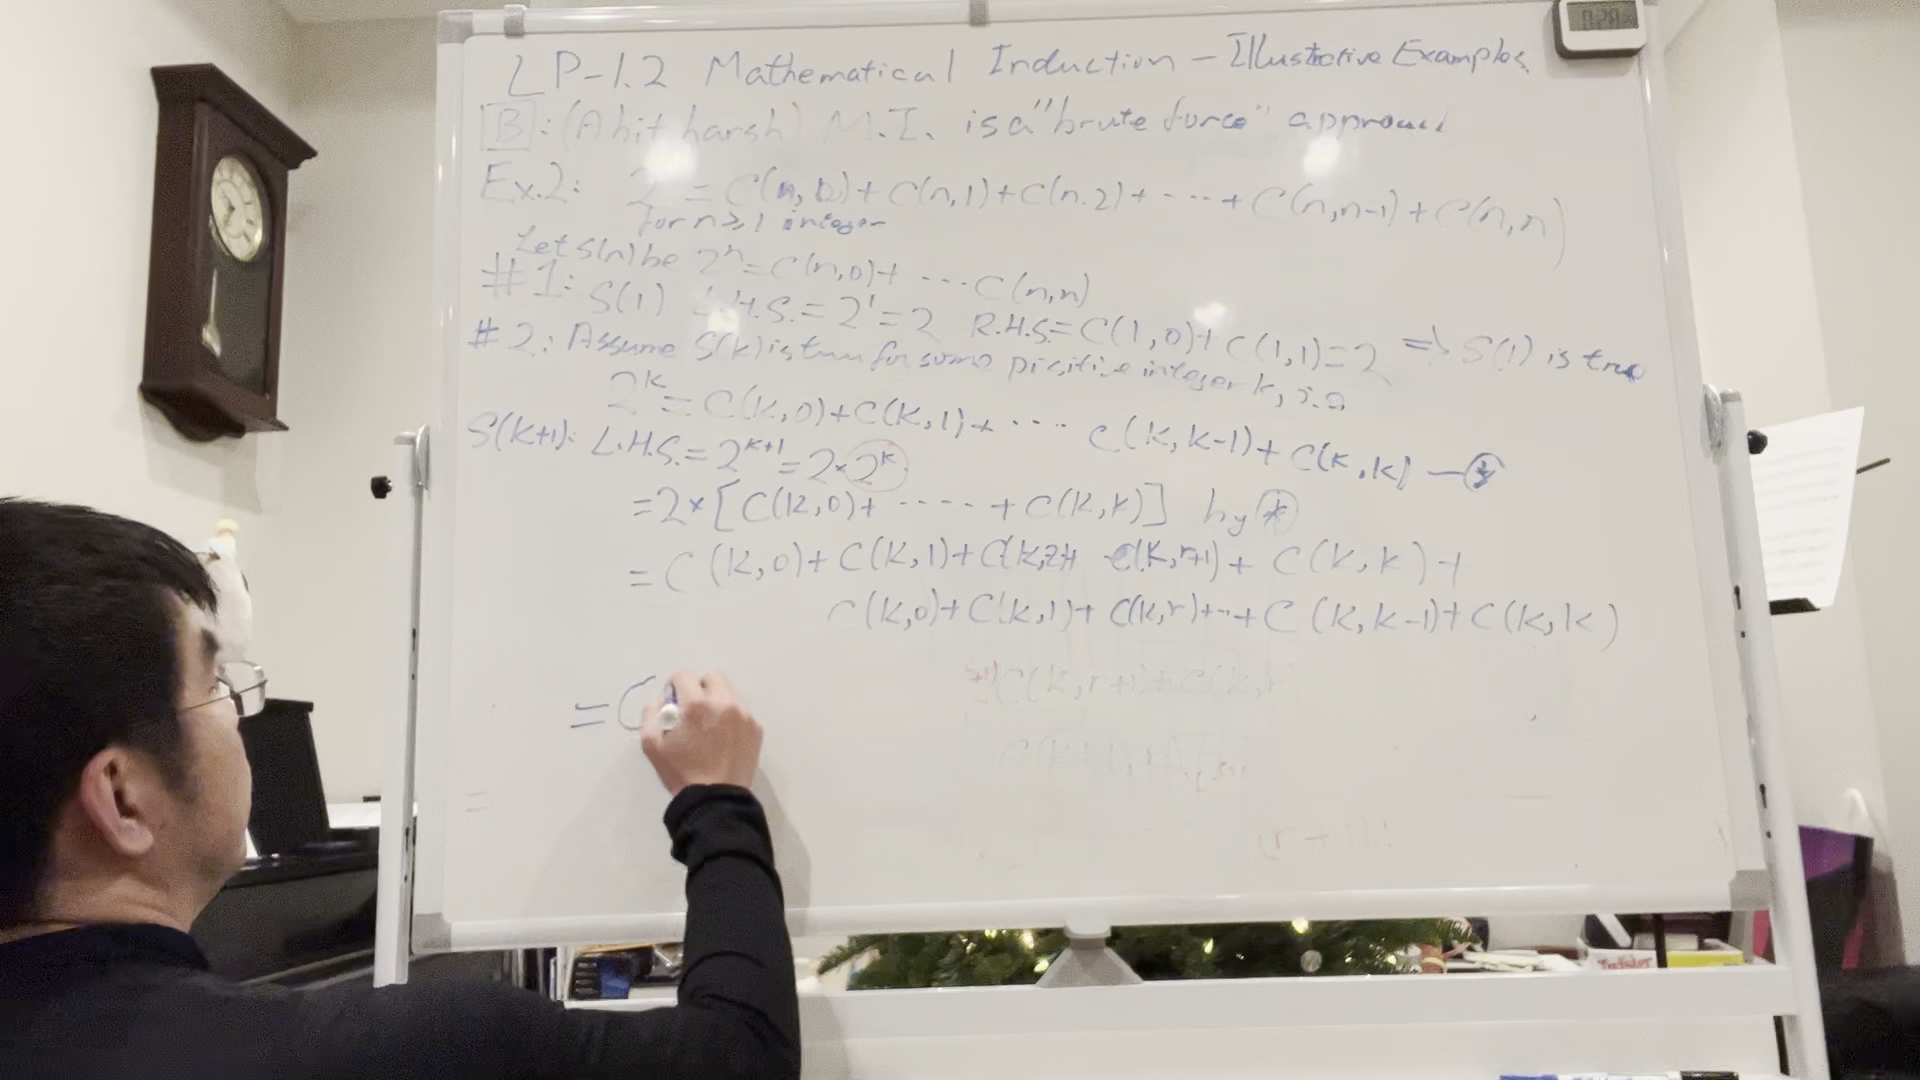 LP-1.2 Mathematical Induction - Illustrative Examples
B: (A bit harsh) M.I. is a "brute force" approach
Ex.2: 2 = C(n,0)+C(n,1)+C(n.2)+ ---- + C(n,n-1)+C(n,n)
for n≥1 integer
Let S(n) be 2ⁿ=C(n,0)+ ---C(n,n)
#1: S(1) L.H.S.=2¹=2 R.H.S.=C(1,0)+C(1,1)=2 => S(1) is true
#2: Assume S(k) is true for some positive integer k, i.e
2ᵏ=C(k,0)+C(k,1)+ ---- C(k,k-1)+C(k,k) —⊛
S(k+1): L.H.S.=2ᵏ⁺¹=2×2ᵏ
=2×[C(k,0)+ ----- +C(k,k)] by ⊛
=C(k,0)+C(k,1)+C(k,2)+ C(k,r+1)+C(k,k)+
C(k,0)+C(k,1)+C(k,r)+--+C(k,k-1)+C(k,k)
C(k,r+1)+C(k,r)
=C
=